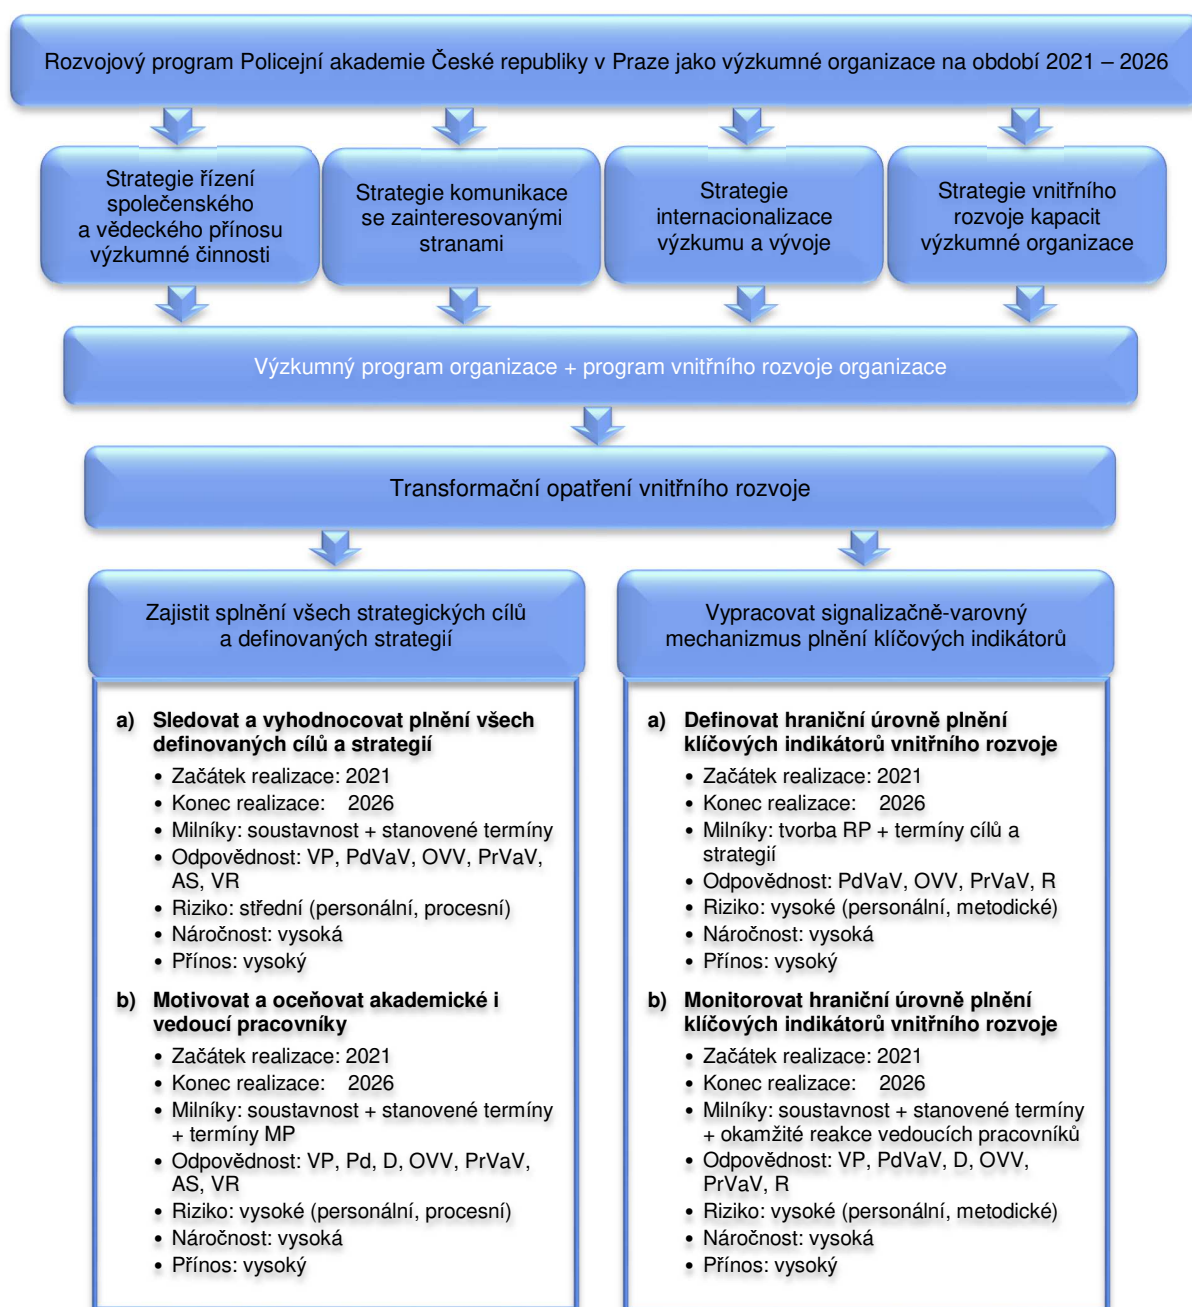 Rozvojový program Policejní akademie České republiky v Praze jako výzkumné organizace na období 2021 – 2026
Strategie řízení
společenského
a vědeckého přínosu
výzkumné činnosti
Strategie komunikace
se zainteresovanými
stranami
Strategie
internacionalizace
výzkumu a vývoje
Strategie vnitřního
rozvoje kapacit
výzkumné organizace
Výzkumný program organizace + program vnitřního rozvoje organizace
Transformační opatření vnitřního rozvoje
Zajistit splnění všech strategických cílů
a definovaných strategií
a) Sledovat a vyhodnocovat plnění všech
definovaných cílů a strategií
• Začátek realizace: 2021
• Konec realizace: 2026
• Milníky: soustavnost + stanovené termíny
• Odpovědnost: VP, PdVaV, OVV, PrVaV,
AS, VR
• Riziko: střední (personální, procesní)
• Náročnost: vysoká
• Přínos: vysoký
b) Motivovat a oceňovat akademické i
vedoucí pracovníky
• Začátek realizace: 2021
• Konec realizace: 2026
• Milníky: soustavnost + stanovené termíny
+ termíny MP
• Odpovědnost: VP, Pd, D, OVV, PrVaV,
AS, VR
• Riziko: vysoké (personální, procesní)
• Náročnost: vysoká
• Přínos: vysoký
Vypracovat signalizačně-varovný
mechanizmus plnění klíčových indikátorů
a) Definovat hraniční úrovně plnění
klíčových indikátorů vnitřního rozvoje
• Začátek realizace: 2021
• Konec realizace: 2026
• Milníky: tvorba RP + termíny cílů a
strategií
• Odpovědnost: PdVaV, OVV, PrVaV, R
• Riziko: vysoké (personální, metodické)
• Náročnost: vysoká
• Přínos: vysoký
b) Monitorovat hraniční úrovně plnění
klíčových indikátorů vnitřního rozvoje
• Začátek realizace: 2021
• Konec realizace: 2026
• Milníky: soustavnost + stanovené termíny
+ okamžité reakce vedoucích pracovníků
• Odpovědnost: VP, PdVaV, D, OVV,
PrVaV, R
• Riziko: vysoké (personální, metodické)
• Náročnost: vysoká
• Přínos: vysoký